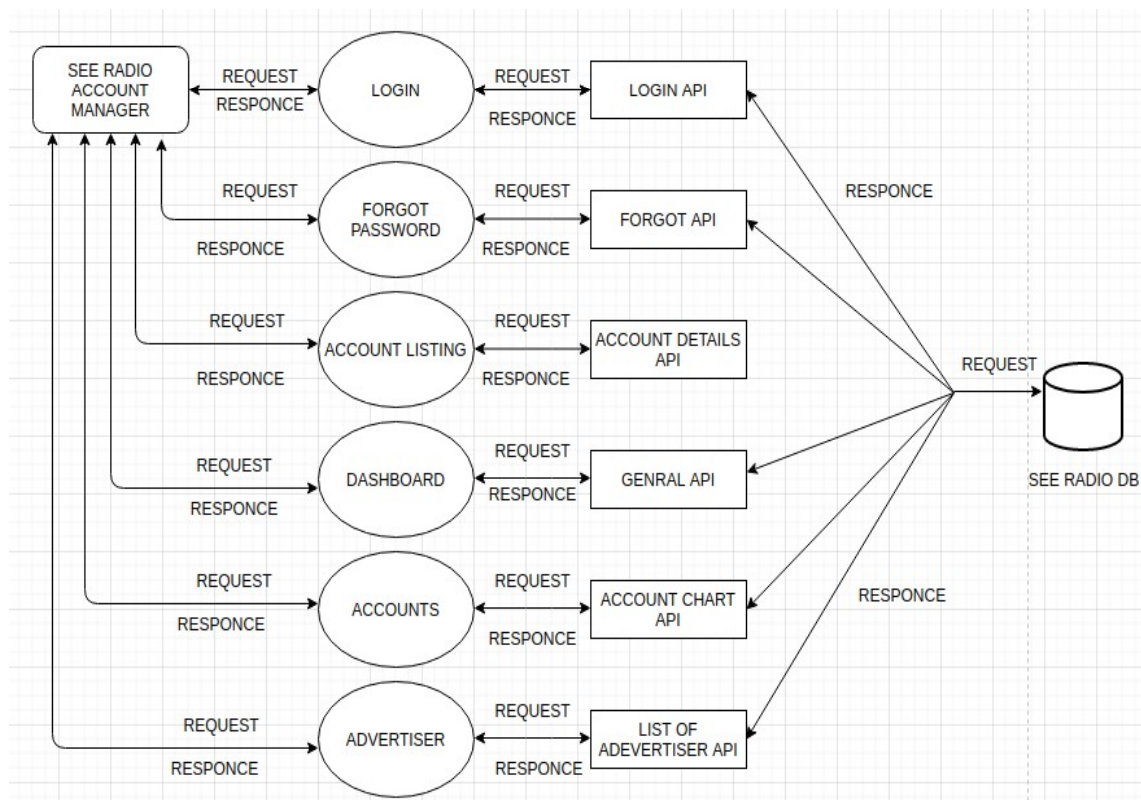 SEE RADIO
ACCOUNT
MANAGER
REQUEST
RESPONCE
LOGIN
REQUEST
RESPONCE
LOGIN API
RESPONCE
REQUEST
RESPONCE
FORGOT
PASSWORD
REQUEST
RESPONCE
FORGOT API
REQUEST
RESPONCE
ACCOUNT LISTING
REQUEST
RESPONCE
ACCOUNT DETAILS
API
REQUEST
SEE RADIO DB
REQUEST
RESPONCE
DASHBOARD
REQUEST
RESPONCE
GENRAL API
REQUEST
RESPONCE
ACCOUNTS
REQUEST
RESPONCE
ACCOUNT CHART
API
RESPONCE
REQUEST
RESPONCE
ADVERTISER
REQUEST
RESPONCE
LIST OF
ADEVERTISER API